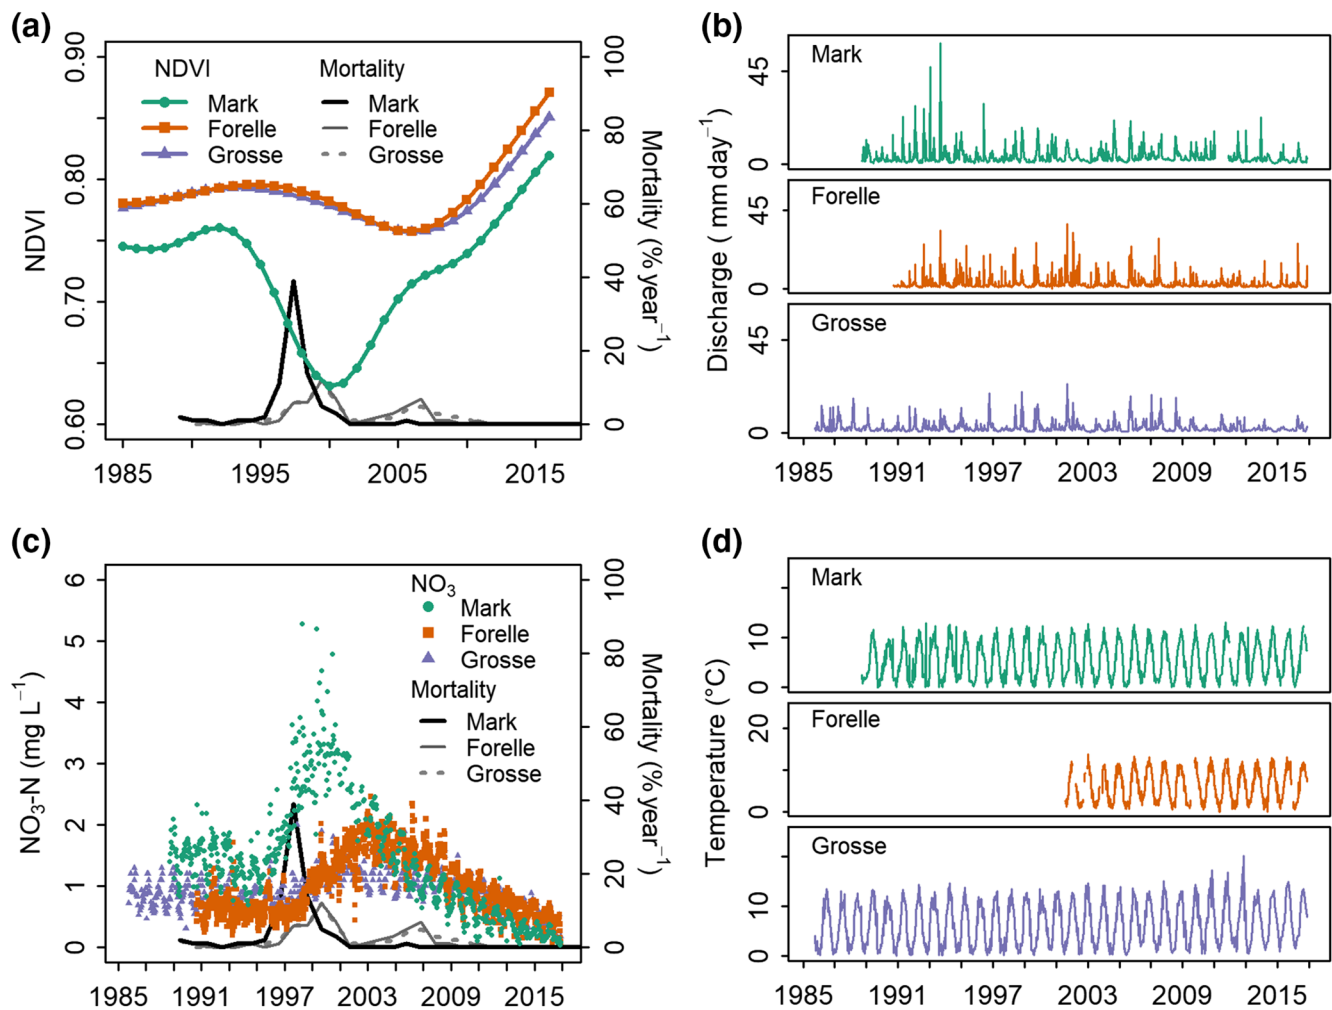 (a)
NDVI Mortality
Mark Mark
Forelle Forelle
Grosse Grosse
0.90
0.80
0.70
0.60
NDVI
100
80
60
40
20
0
Mortality (% year−1)
1985 1995 2005 2015
(b)
Mark
45
0
Forelle
45
0
Grosse
45
0
Discharge ( mm day−1)
1985 1991 1997 2003 2009 2015
(c)
NO3
Mark
Forelle
Grosse
Mortality
Mark
Forelle
Grosse
6
5
4
3
2
1
0
NO3-N (mg L−1)
100
80
60
40
20
0
Mortality (% year−1)
1985 1991 1997 2003 2009 2015
(d)
Mark
10
0
Forelle
20
0
Grosse
10
0
Temperature (°C)
1985 1991 1997 2003 2009 2015